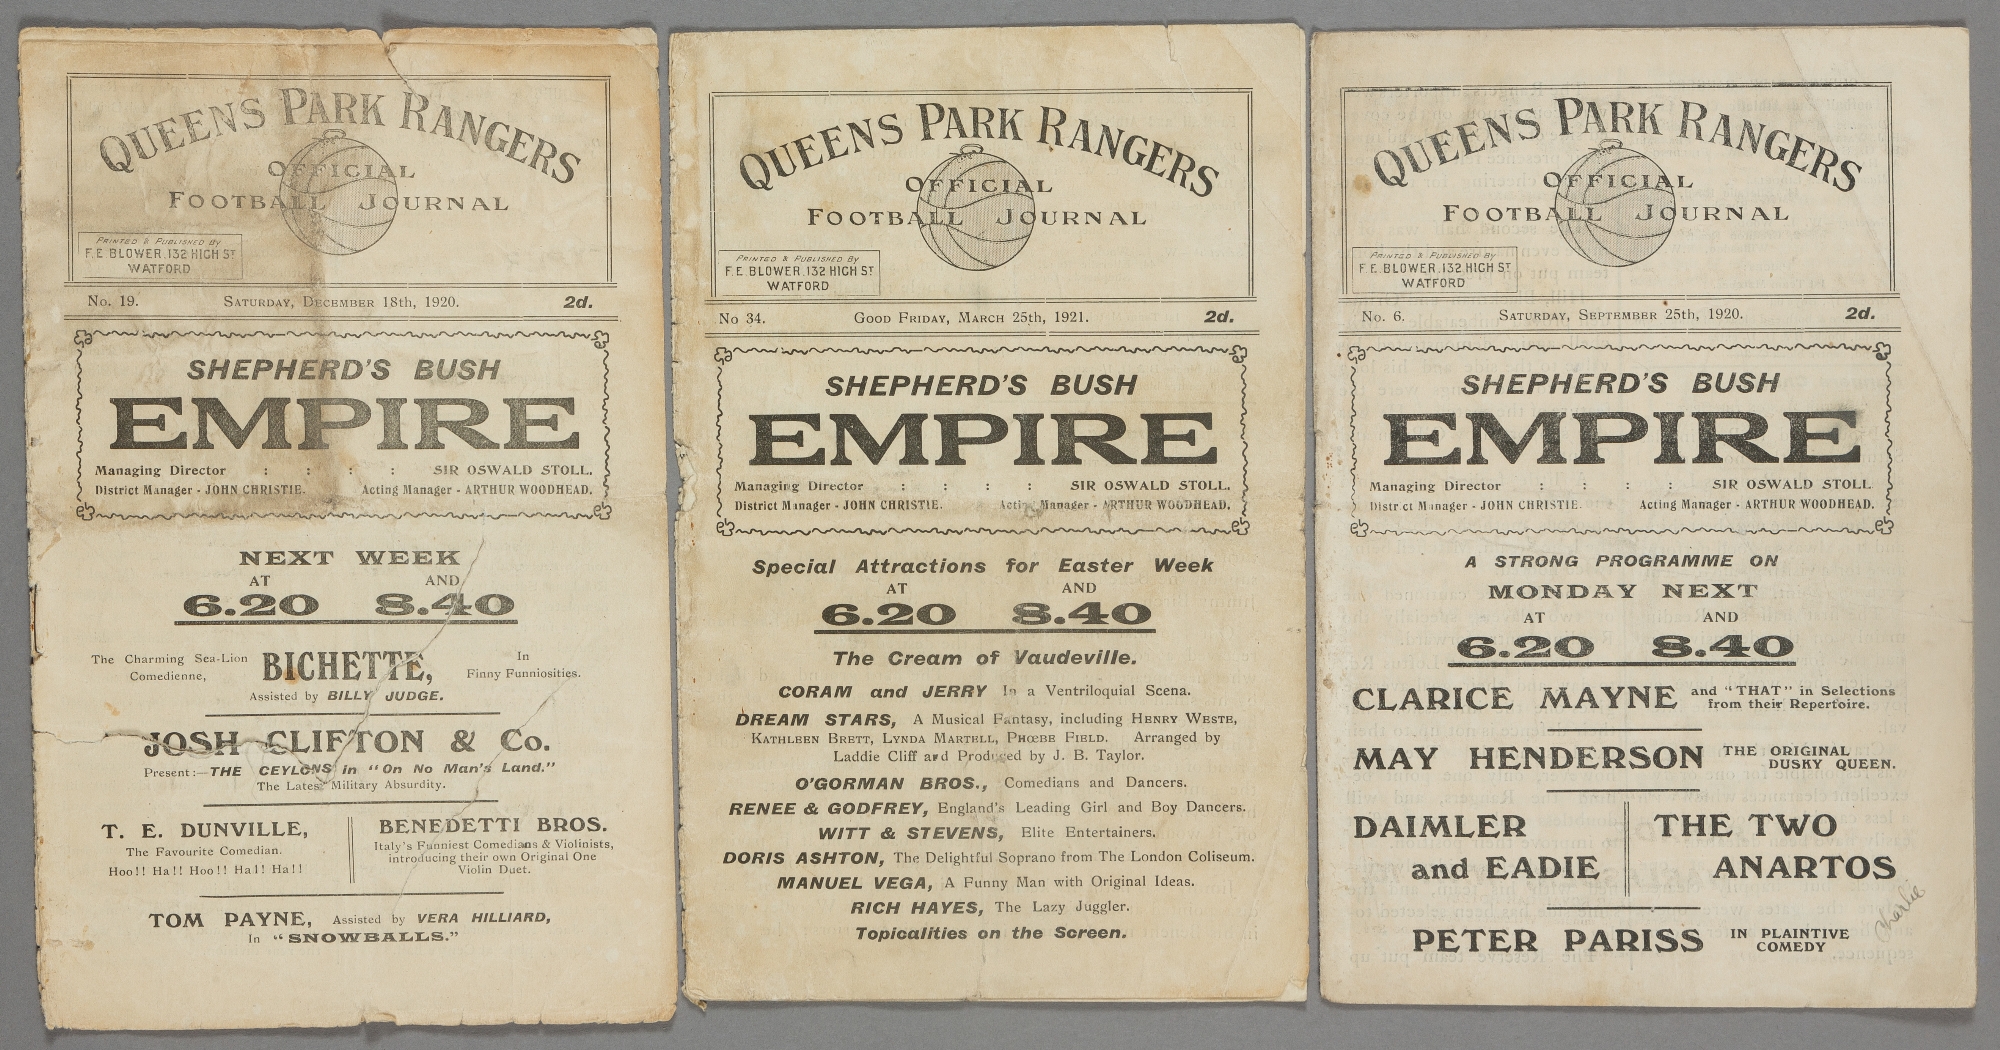 QUEENS PARK RANGERS
OFFICIAL
FOOTBALL JOURNAL
PRINTED & PUBLISHED BY
F.E. BLOWER, 132 HIGH ST
WATFORD
No. 19. SATURDAY, DECEMBER 18th, 1920. 2d.
SHEPHERD'S BUSH
EMPIRE
Managing Director : : : : SIR OSWALD STOLL.
District Manager - JOHN CHRISTIE. Acting Manager - ARTHUR WOODHEAD.
NEXT WEEK
AT AND
6.20 8.40
The Charming Sea-Lion Comedienne, BICHETTE, In Finny Funniosities.
Assisted by BILLY JUDGE.
JOSH CLIFTON & Co.
Present:—THE CEYLONS in "On No Man's Land."
The Latest Military Absurdity.
T. E. DUNVILLE,
The Favourite Comedian.
Hoo!! Ha!! Hoo!! Ha!! Ha!!
BENEDETTI BROS.
Italy's Funniest Comedians & Violinists,
introducing their own Original One
Violin Duet.
TOM PAYNE, Assisted by VERA HILLIARD,
In "SNOWBALLS."
QUEENS PARK RANGERS
OFFICIAL
FOOTBALL JOURNAL
PRINTED & PUBLISHED BY
F.E. BLOWER, 132 HIGH ST
WATFORD
No 34. GOOD FRIDAY, MARCH 25th, 1921. 2d.
SHEPHERD'S BUSH
EMPIRE
Managing Director : : : : SIR OSWALD STOLL.
District Manager - JOHN CHRISTIE. Acting Manager - ARTHUR WOODHEAD.
Special Attractions for Easter Week
AT AND
6.20 8.40
The Cream of Vaudeville.
CORAM and JERRY In a Ventriloquial Scena.
DREAM STARS, A Musical Fantasy, including HENRY WESTE,
KATHLEEN BRETT, LYNDA MARTELL, PHŒBE FIELD. Arranged by
Laddie Cliff and Produced by J. B. Taylor.
O'GORMAN BROS., Comedians and Dancers.
RENEE & GODFREY, England's Leading Girl and Boy Dancers.
WITT & STEVENS, Elite Entertainers.
DORIS ASHTON, The Delightful Soprano from The London Coliseum.
MANUEL VEGA, A Funny Man with Original Ideas.
RICH HAYES, The Lazy Juggler.
Topicalities on the Screen.
QUEENS PARK RANGERS
OFFICIAL
FOOTBALL JOURNAL
PRINTED & PUBLISHED BY
F.E. BLOWER, 132 HIGH ST
WATFORD
No. 6. SATURDAY, SEPTEMBER 25th, 1920. 2d.
SHEPHERD'S BUSH
EMPIRE
Managing Director : : : : SIR OSWALD STOLL
District Manager - JOHN CHRISTIE. Acting Manager - ARTHUR WOODHEAD.
A STRONG PROGRAMME ON
MONDAY NEXT
AT AND
6.20 8.40
CLARICE MAYNE and "THAT" in Selections from their Repertoire.
MAY HENDERSON THE ORIGINAL DUSKY QUEEN.
DAIMLER
and EADIE
THE TWO
ANARTOS
PETER PARISS IN PLAINTIVE COMEDY